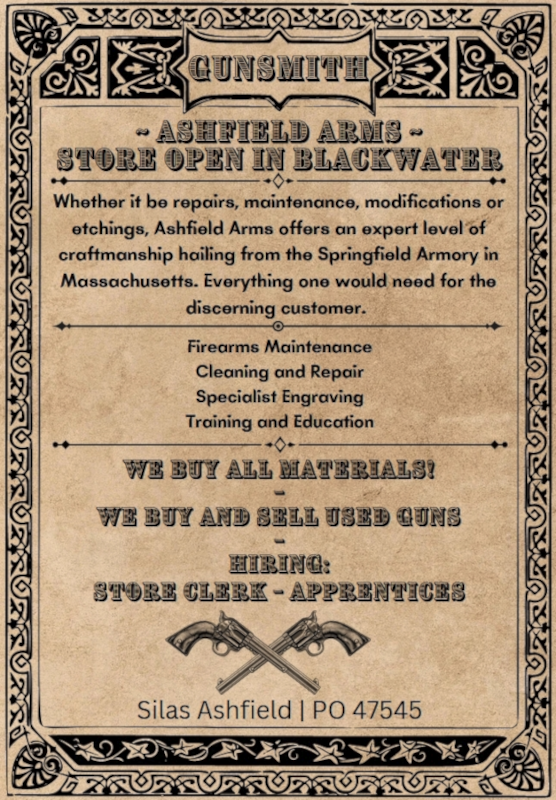 GUNSMITH
~ ASHFIELD ARMS ~
STORE OPEN IN BLACKWATER
Whether it be repairs, maintenance, modifications or
etchings, Ashfield Arms offers an expert level of
craftmanship hailing from the Springfield Armory in
Massachusetts. Everything one would need for the
discerning customer.
Firearms Maintenance
Cleaning and Repair
Specialist Engraving
Training and Education
WE BUY ALL MATERIALS!
-
WE BUY AND SELL USED GUNS
-
HIRING:
STORE CLERK - APPRENTICES
Silas Ashfield | PO 47545